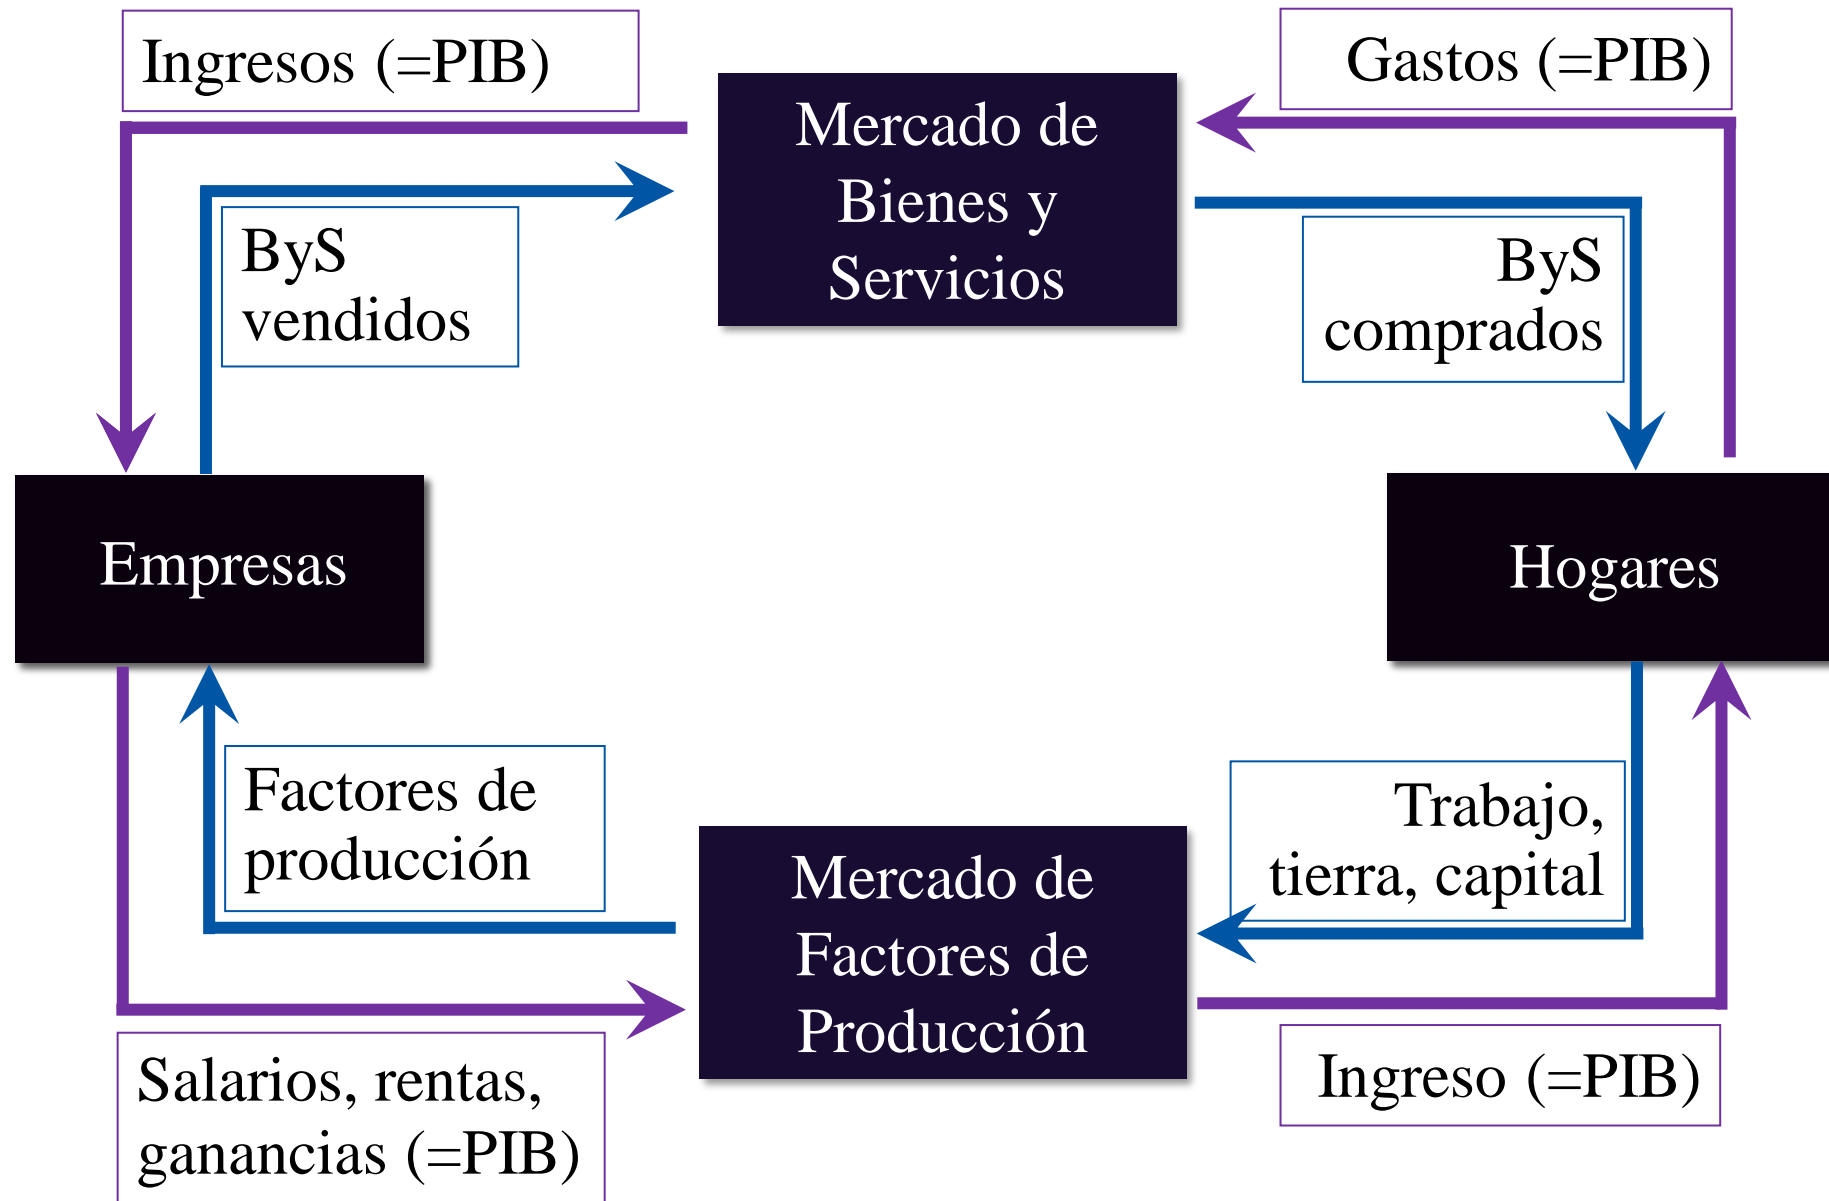 Ingresos (=PIB)
Gastos (=PIB)
Mercado de
Bienes y
Servicios
ByS
vendidos
ByS
comprados
Empresas
Hogares
Factores de
producción
Trabajo,
tierra, capital
Mercado de
Factores de
Producción
Salarios, rentas,
ganancias (=PIB)
Ingreso (=PIB)